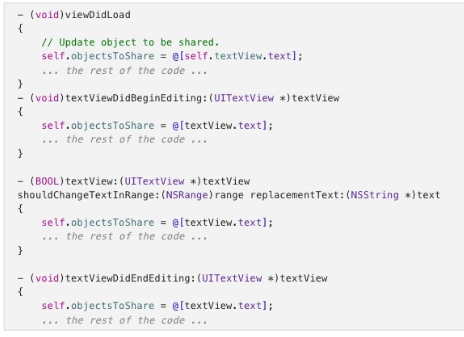 - (void)viewDidLoad
{
    // Update object to be shared.
    self.objectsToShare = @[self.textView.text];
    ... the rest of the code ...
}
- (void)textViewDidBeginEditing:(UITextView *)textView
{
    self.objectsToShare = @[textView.text];
    ... the rest of the code ...
}

- (BOOL)textView:(UITextView *)textView
shouldChangeTextInRange:(NSRange)range replacementText:(NSString *)text
{
    self.objectsToShare = @[textView.text];
    ... the rest of the code ...
}

- (void)textViewDidEndEditing:(UITextView *)textView
{
    self.objectsToShare = @[textView.text];
    ... the rest of the code ...